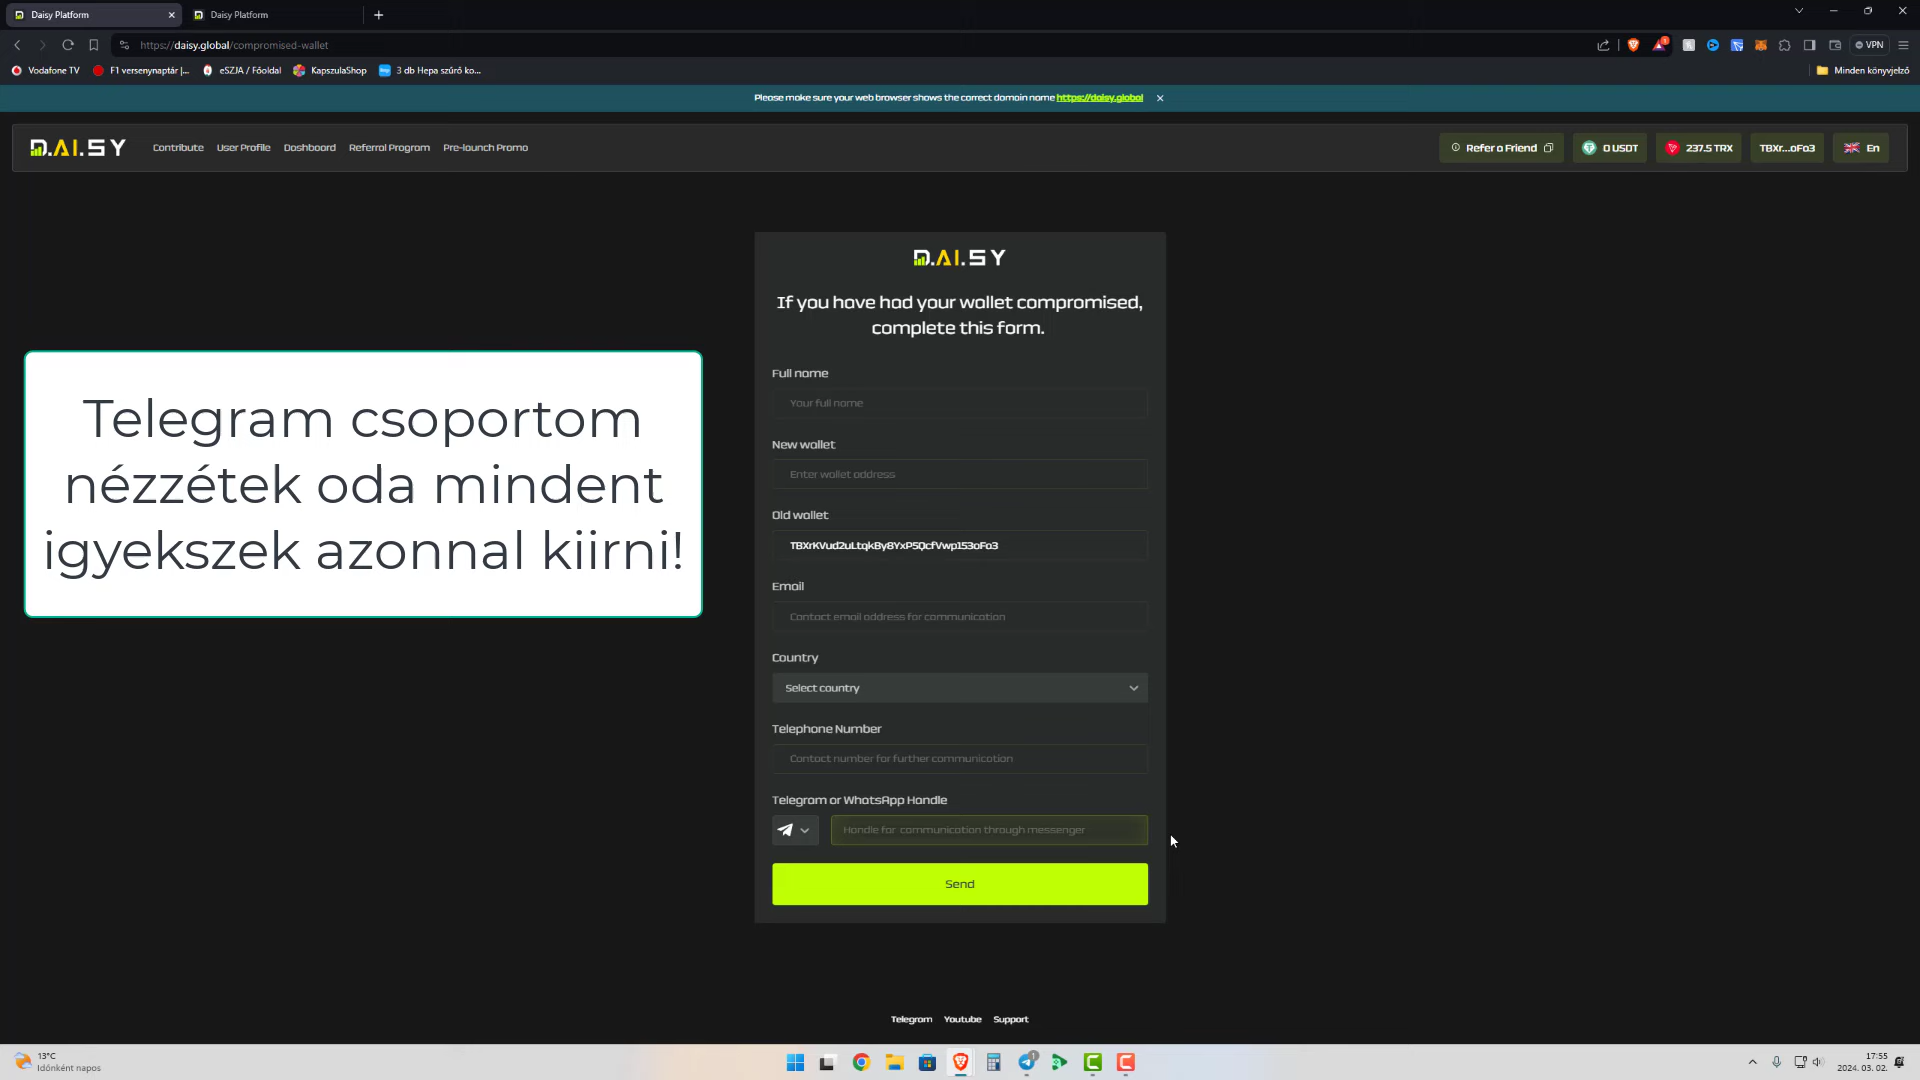 Daisy Platform
Daisy Platform
https://daisy.global/compromised-wallet
VPN
Vodafone TV
F1 versenynaptár |...
eSZJA / Főoldal
KapszulaShop
3 db Hepa szűrő ko...
Minden könyvjelző
Please make sure your web browser shows the correct domain name https://daisy.global
D.AI.SY
Contribute
User Profile
Dashboard
Referral Program
Pre-launch Promo
Refer a Friend
0 USDT
237.5 TRX
TBXr...oFo3
En
D.AI.SY
If you have had your wallet compromised,
complete this form.
Full name
Your full name
New wallet
Enter wallet address
Old wallet
TBXrKVud2uLtqkBy8YxP5QcfVwp153oFo3
Email
Contact email address for communication
Country
Select country
Telephone Number
Contact number for further communication
Telegram or WhatsApp Handle
Handle for communication through messenger
Send
Telegram csoportom
nézzétek oda mindent
igyekszek azonnal kiirni!
Telegram
Youtube
Support
13°C
Időnként napos
17:55
2024. 03. 02.